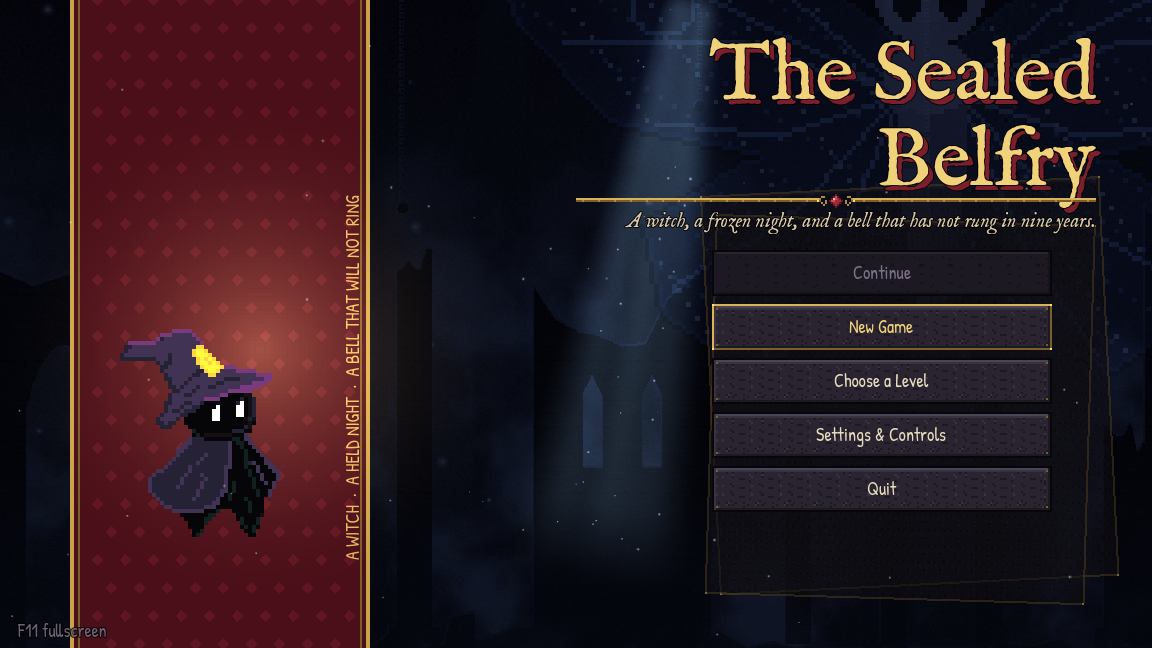 The Sealed
Belfry
A witch, a frozen night, and a bell that has not rung in nine years.
Continue
New Game
Choose a Level
Settings & Controls
Quit
A WITCH · A HELD NIGHT · A BELL THAT WILL NOT RING
F11 fullscreen